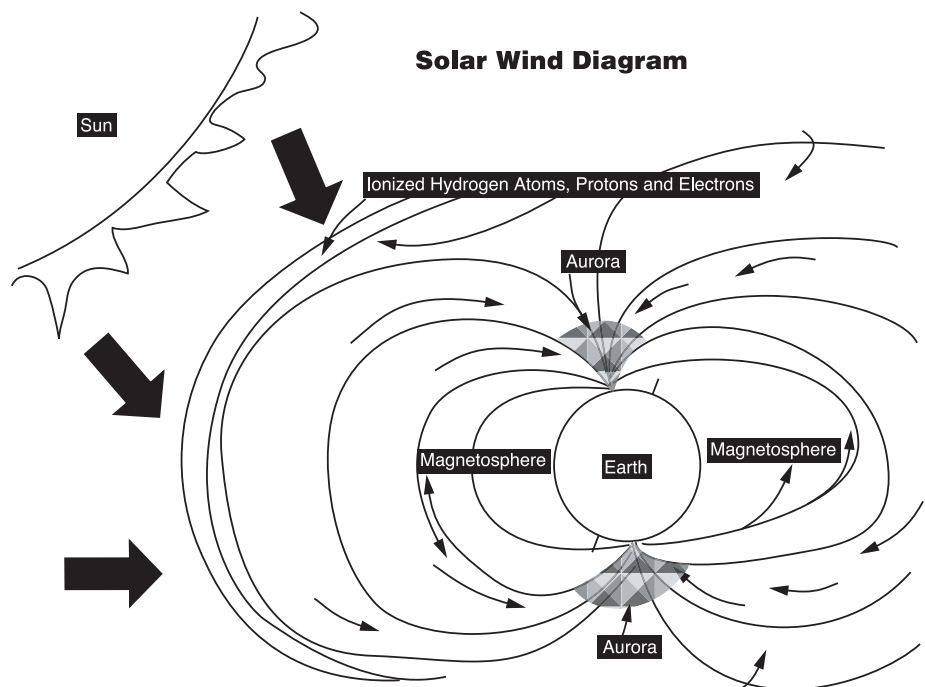 Solar Wind Diagram
Sun
Ionized Hydrogen Atoms, Protons and Electrons
Aurora
Magnetosphere
Earth
Magnetosphere
Aurora